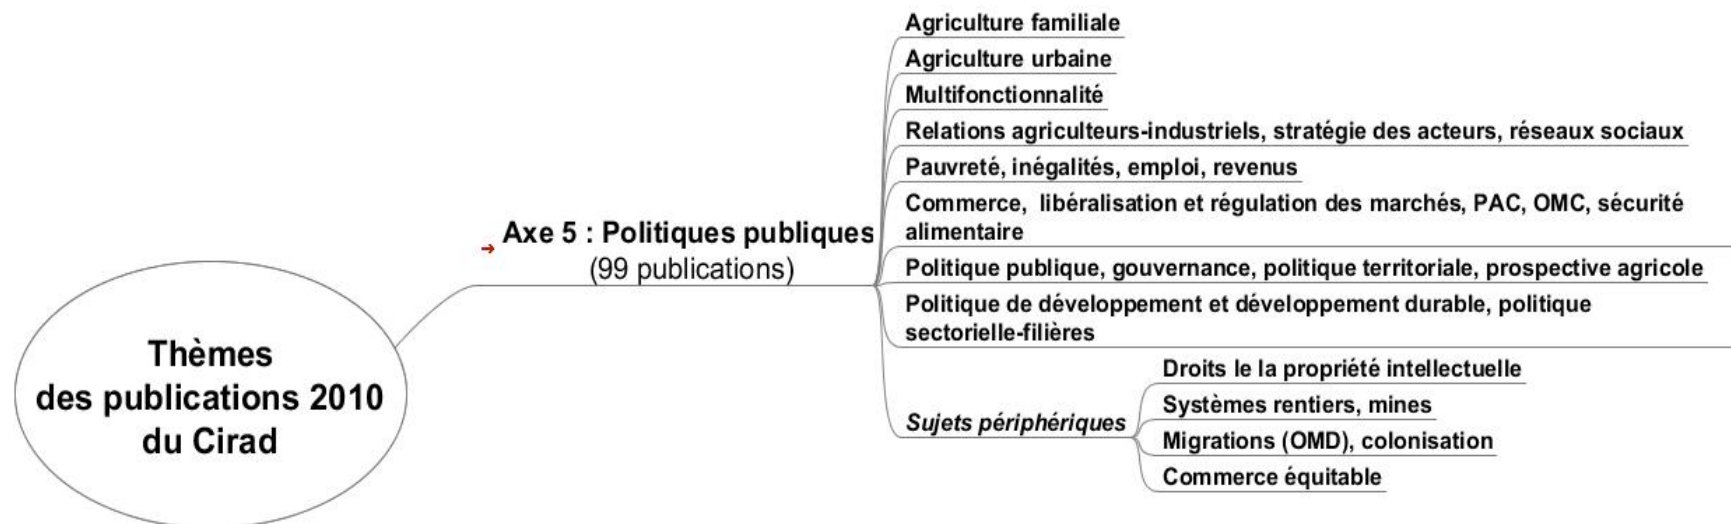 Thèmes
des publications 2010
du Cirad
Axe 5 : Politiques publiques
(99 publications)
Agriculture familiale
Agriculture urbaine
Multifonctionnalité
Relations agriculteurs-industriels, stratégie des acteurs, réseaux sociaux
Pauvreté, inégalités, emploi, revenus
Commerce, libéralisation et régulation des marchés, PAC, OMC, sécurité
alimentaire
Politique publique, gouvernance, politique territoriale, prospective agricole
Politique de développement et développement durable, politique
sectorielle-filières
Sujets périphériques
Droits le la propriété intellectuelle
Systèmes rentiers, mines
Migrations (OMD), colonisation
Commerce équitable